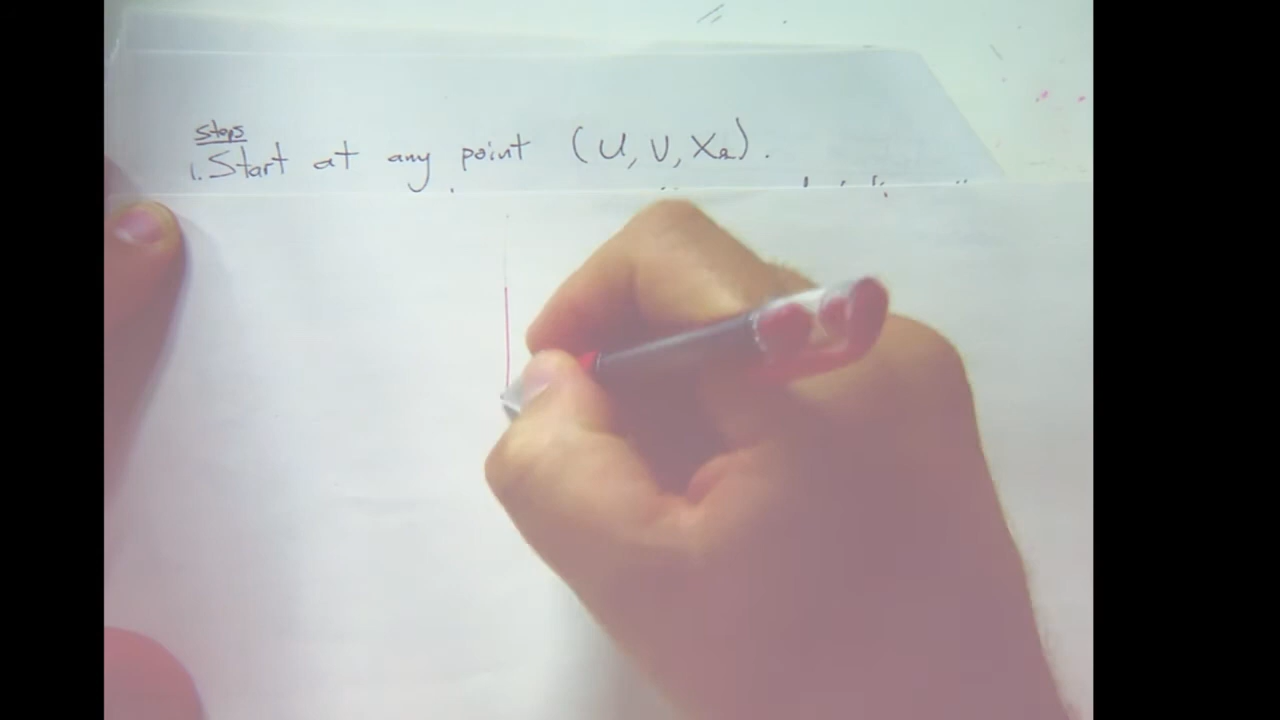 Steps
1. Start at any point (U, V, X₂).